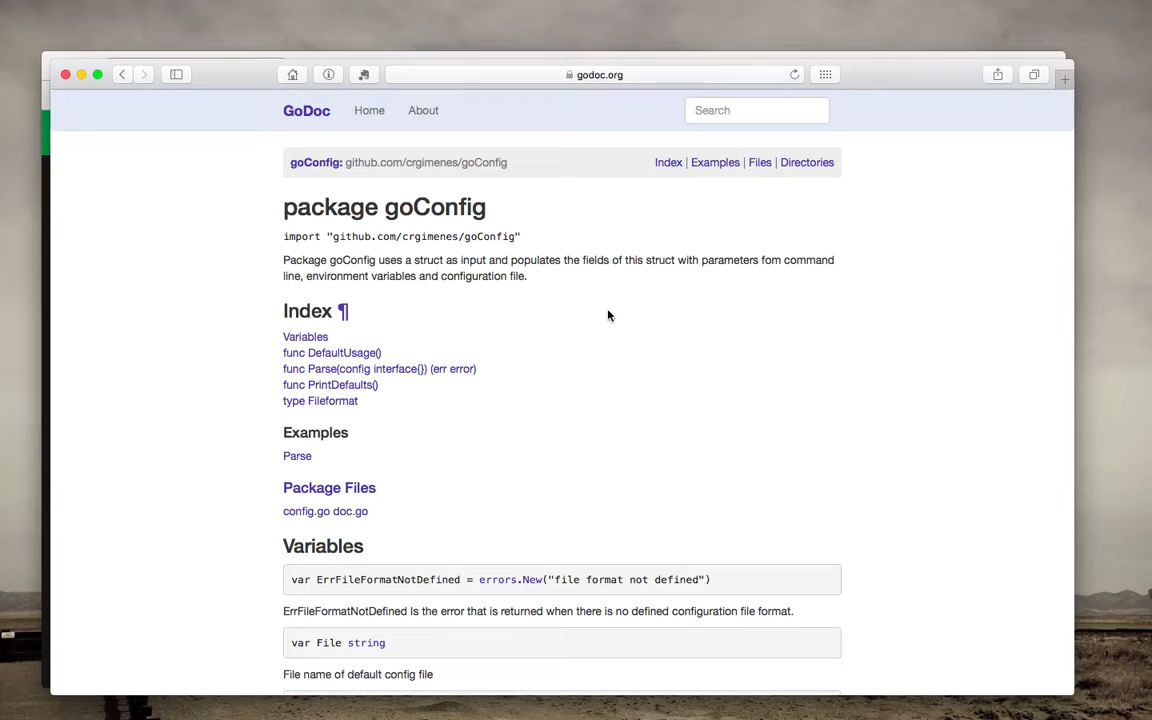 godoc.org
GoDoc Home About Search
goConfig: github.com/crgimenes/goConfig Index | Examples | Files | Directories
package goConfig
import "github.com/crgimenes/goConfig"
Package goConfig uses a struct as input and populates the fields of this struct with parameters fom command
line, environment variables and configuration file.
Index ¶
Variables
func DefaultUsage()
func Parse(config interface{}) (err error)
func PrintDefaults()
type Fileformat
Examples
Parse
Package Files
config.go doc.go
Variables
var ErrFileFormatNotDefined = errors.New("file format not defined")
ErrFileFormatNotDefined Is the error that is returned when there is no defined configuration file format.
var File string
File name of default config file